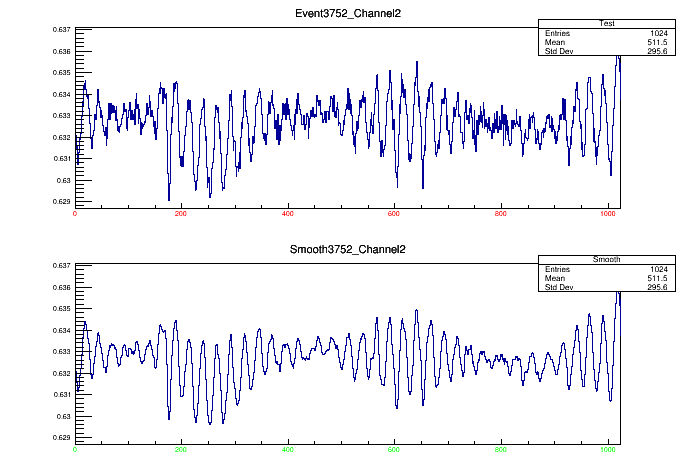 Event3752_Channel2
Test
Entries 1024
Mean 511.5
Std Dev 295.6
0.637
0.636
0.635
0.634
0.633
0.632
0.631
0.63
0.629
0 200 400 600 800 1000
Smooth3752_Channel2
Smooth
Entries 1024
Mean 511.5
Std Dev 295.6
0.637
0.636
0.635
0.634
0.633
0.632
0.631
0.63
0.629
0 200 400 600 800 1000